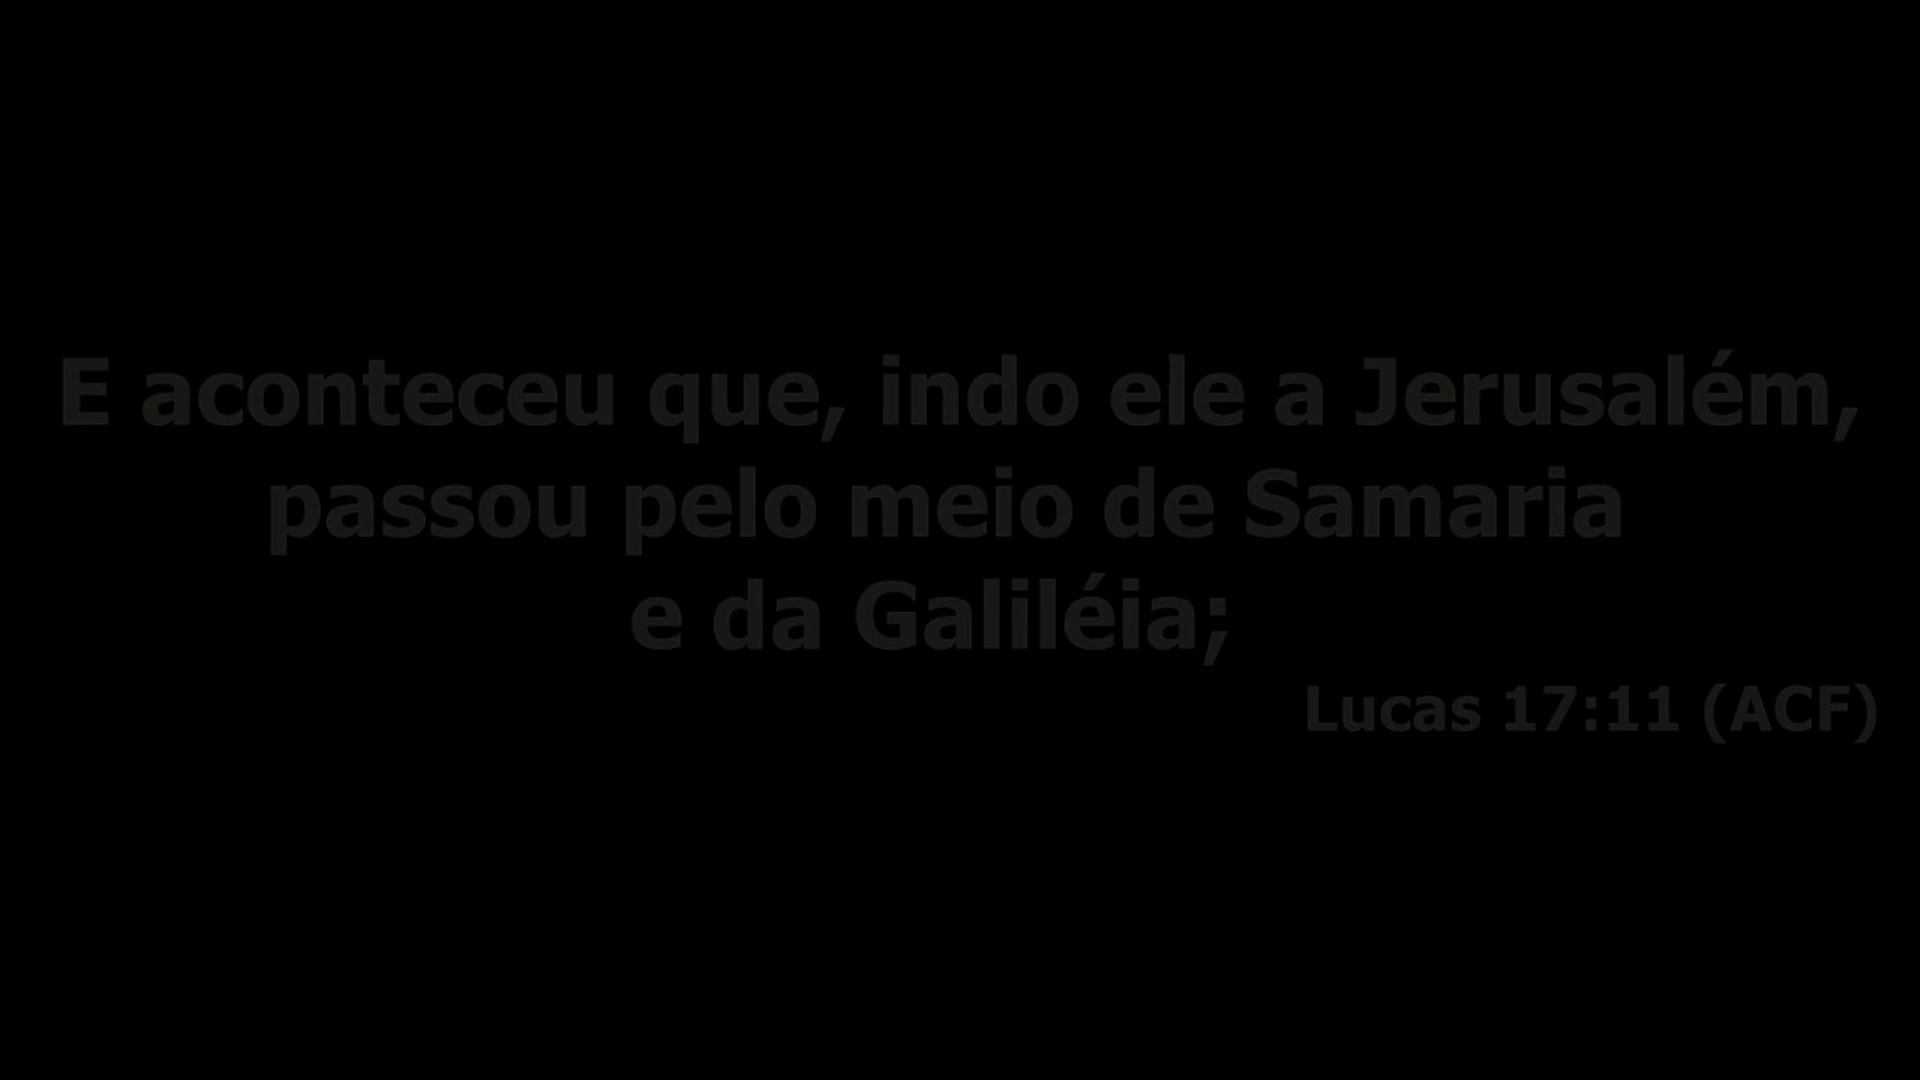 E aconteceu que, indo ele a Jerusalém,
passou pelo meio de Samaria
e da Galiléia;
Lucas 17:11 (ACF)